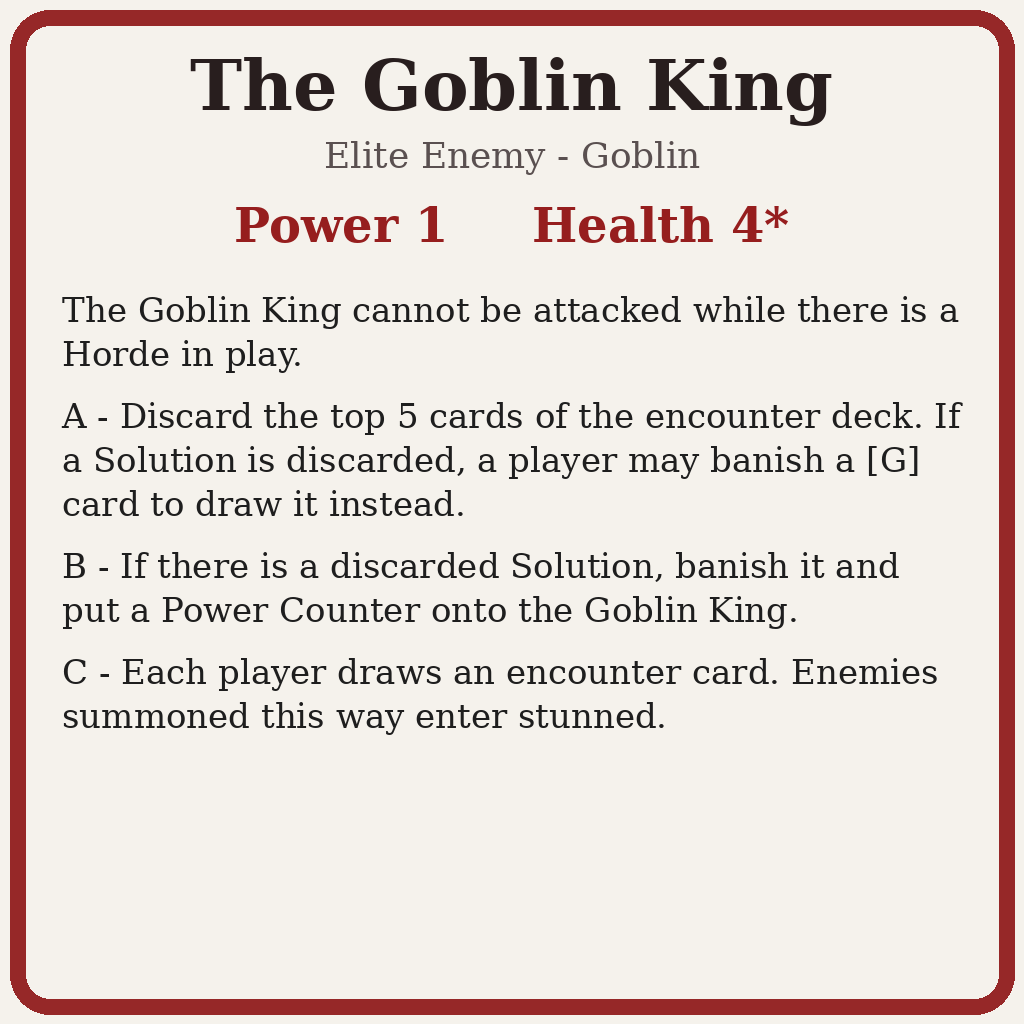 The Goblin King
Elite Enemy - Goblin
Power 1 Health 4*
The Goblin King cannot be attacked while there is a
Horde in play.
A - Discard the top 5 cards of the encounter deck. If
a Solution is discarded, a player may banish a [G]
card to draw it instead.
B - If there is a discarded Solution, banish it and
put a Power Counter onto the Goblin King.
C - Each player draws an encounter card. Enemies
summoned this way enter stunned.